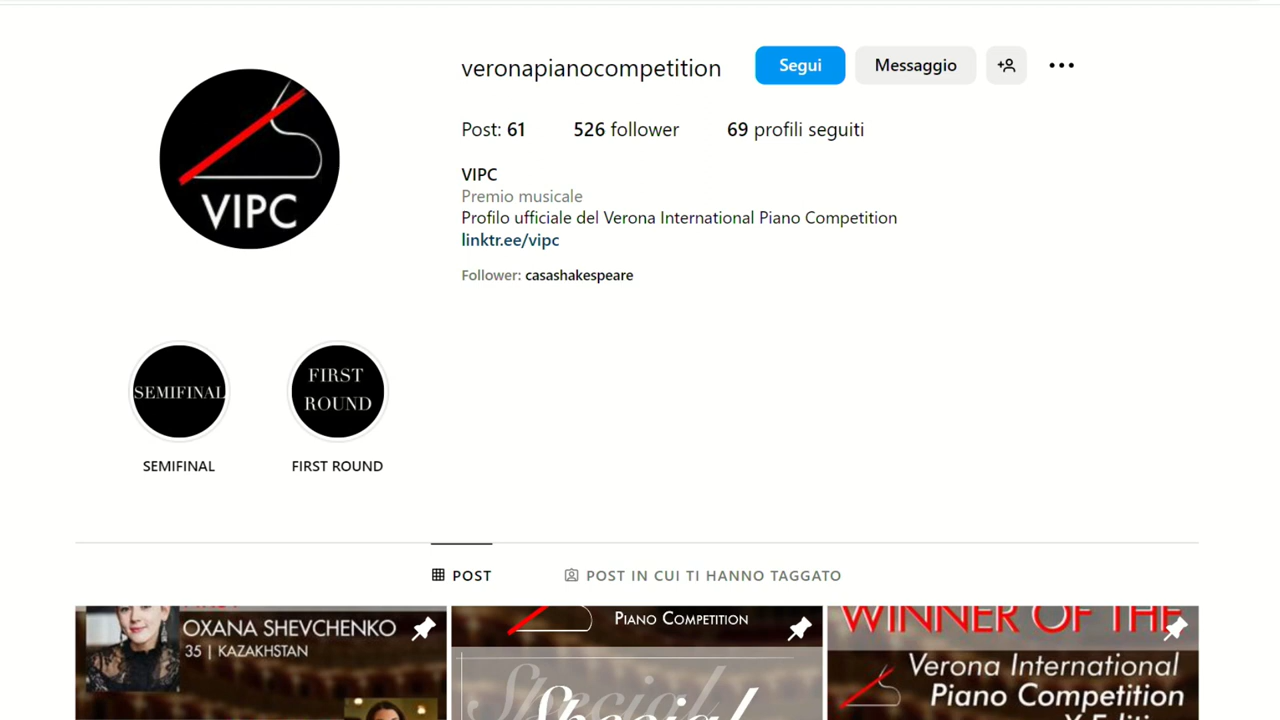 veronapianocompetition
Segui
Messaggio
Post: 61
526 follower
69 profili seguiti
VIPC
VIPC
Premio musicale
Profilo ufficiale del Verona International Piano Competition
linktr.ee/vipc
Follower: casashakespeare
SEMIFINAL
FIRST
ROUND
SEMIFINAL
FIRST ROUND
POST
POST IN CUI TI HANNO TAGGATO
OXANA SHEVCHENKO
35 | KAZAKHSTAN
PIANO COMPETITION
Special
Special
WINNER OF THE
Verona International
Piano Competition